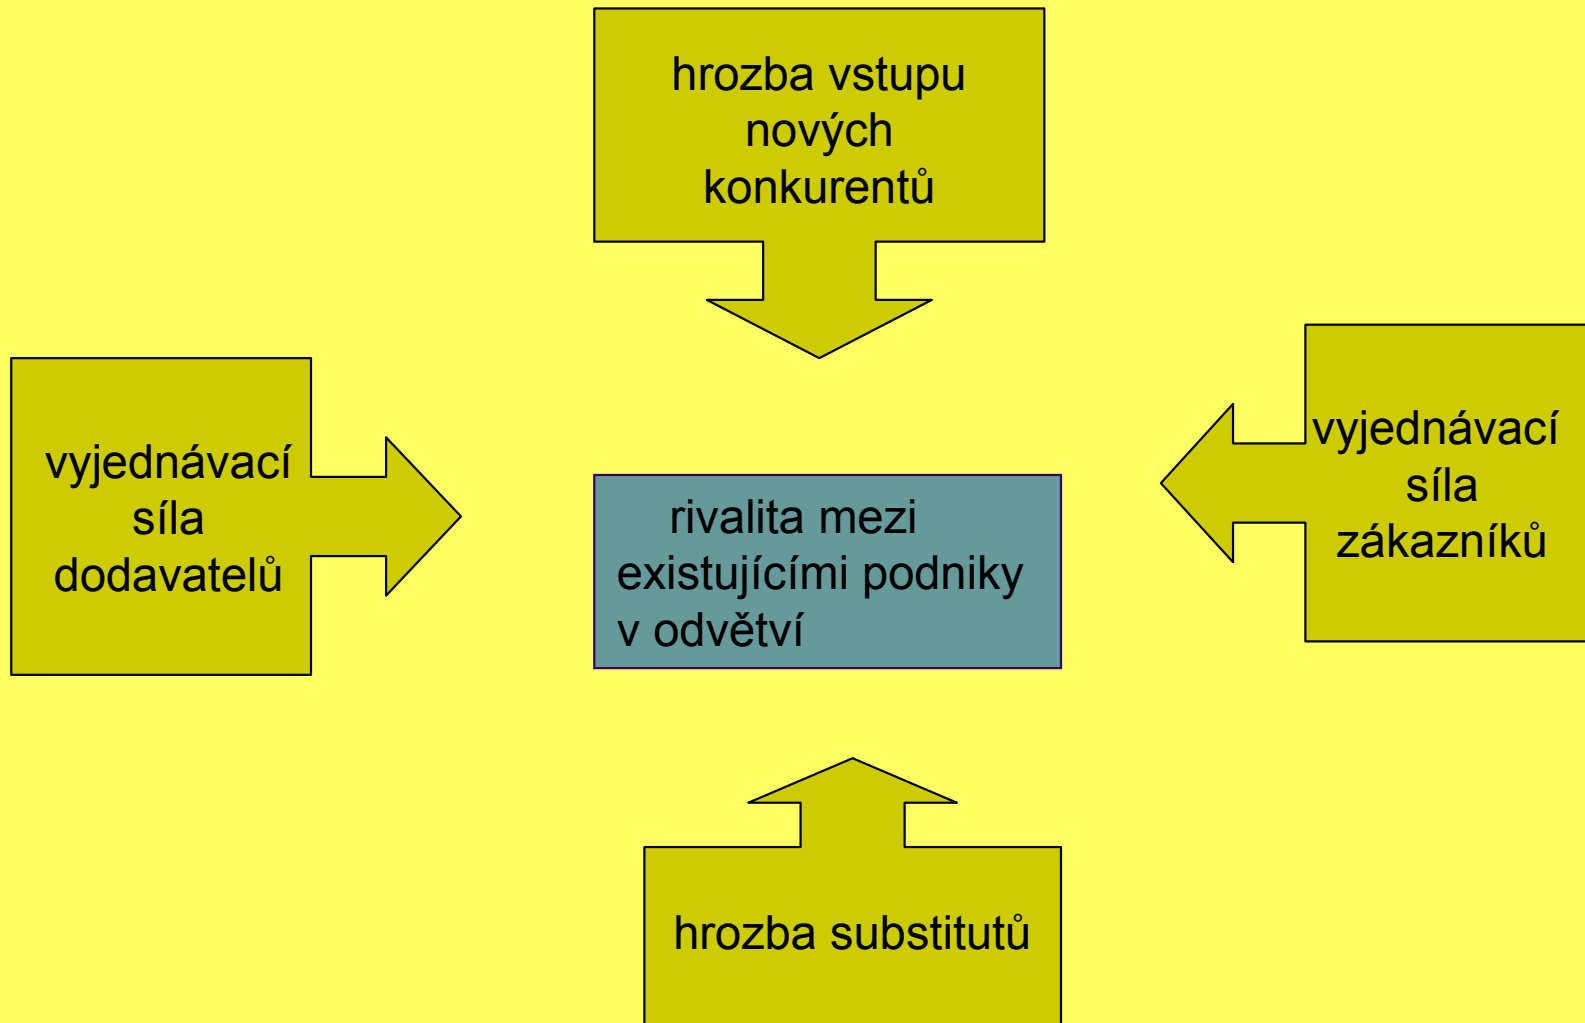 hrozba vstupu
nových
konkurentů
vyjednávací
síla
dodavatelů
rivalita mezi
existujícími podniky
v odvětví
vyjednávací
síla
zákazníků
hrozba substitutů